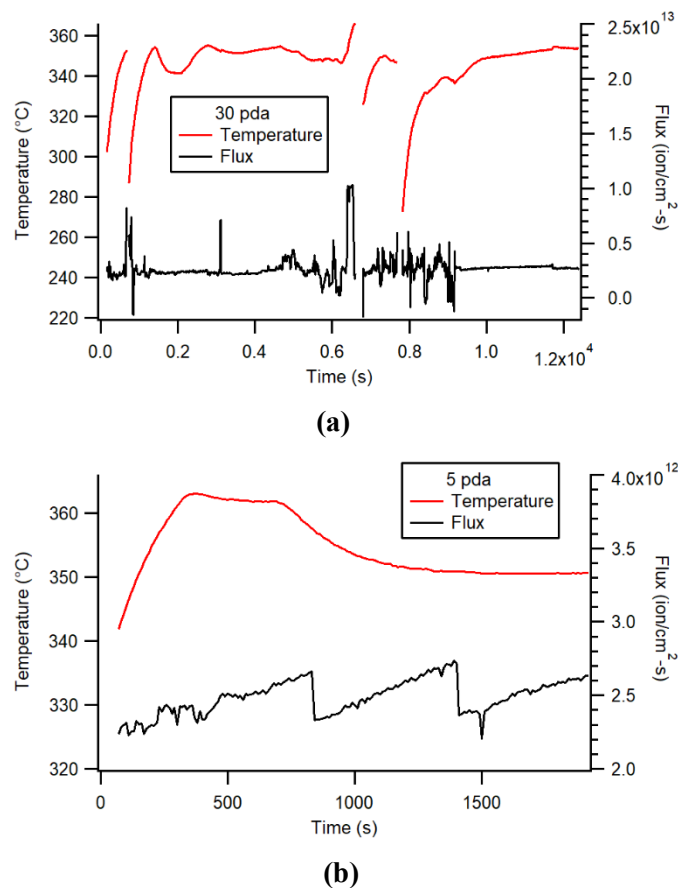 360
340
320
300
280
260
240
220
Temperature (°C)
30 pda
Temperature
Flux
2.5x10^13
2.0
1.5
1.0
0.5
0.0
Flux (ion/cm^2-s)
0.0
0.2
0.4
0.6
0.8
1.0
1.2x10^4
Time (s)
(a)
360
350
340
330
320
Temperature (°C)
5 pda
Temperature
Flux
4.0x10^12
3.5
3.0
2.5
2.0
Flux (ion/cm^2-s)
0
500
1000
1500
Time (s)
(b)